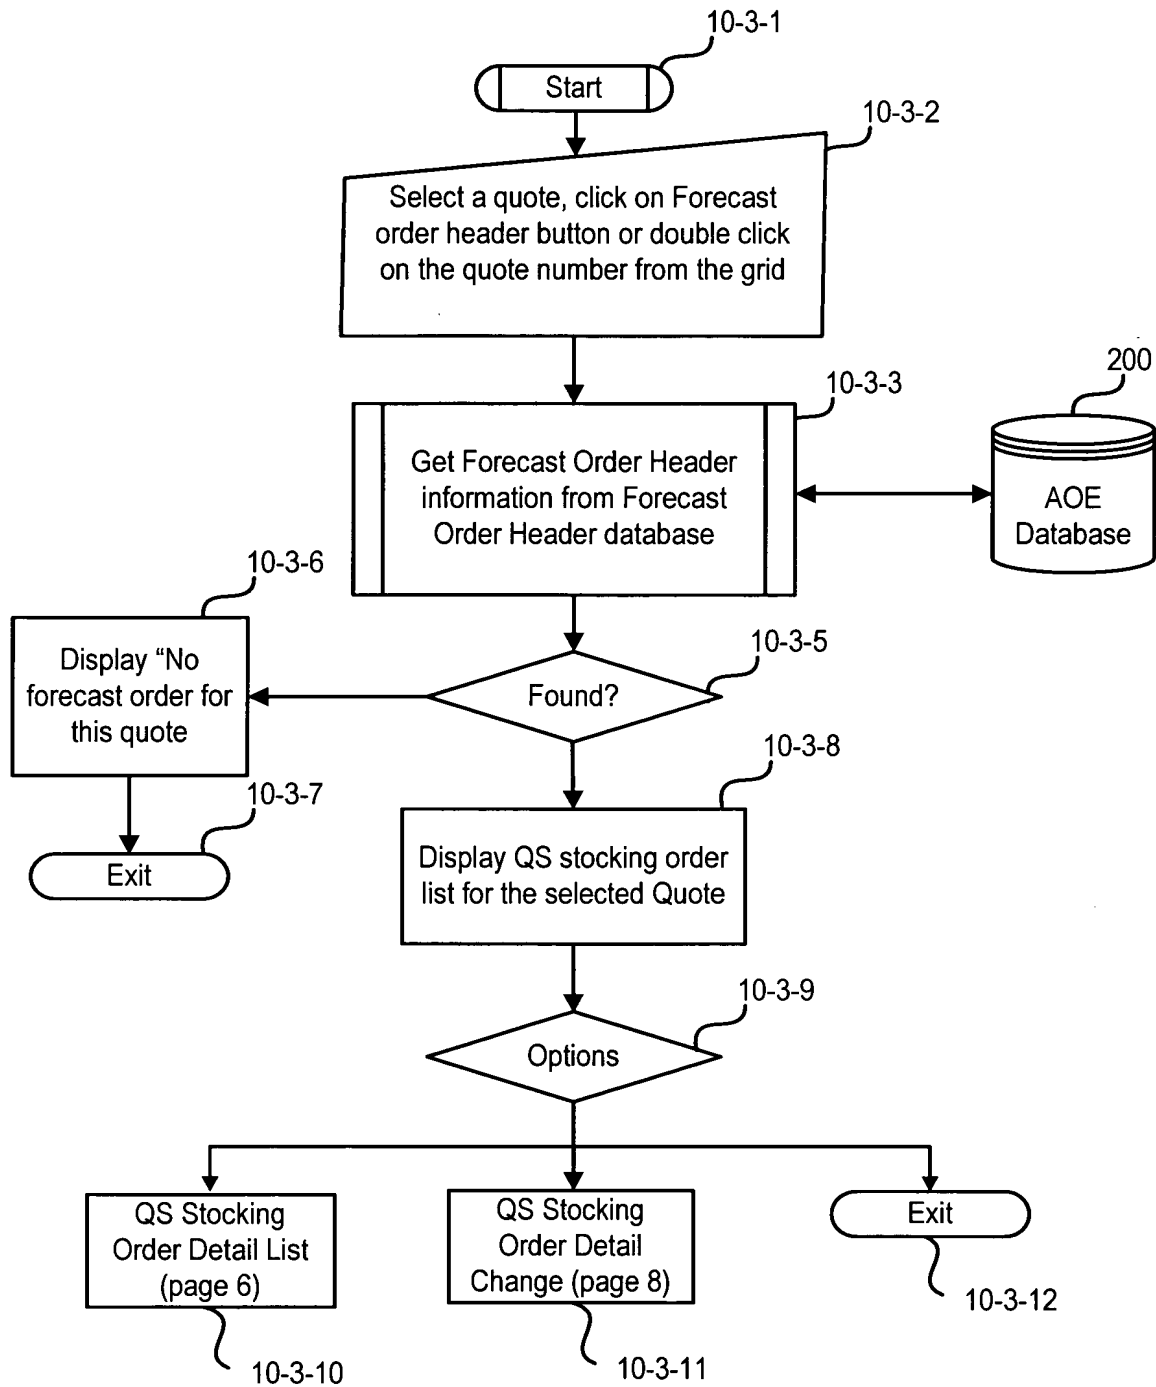 10-3-1
Start
10-3-2
Select a quote, click on Forecast
order header button or double click
on the quote number from the grid
10-3-3
200
Get Forecast Order Header
information from Forecast
Order Header database
AOE
Database
10-3-6
Display “No
forecast order for
this quote
10-3-5
Found?
10-3-7
Exit
10-3-8
Display QS stocking order
list for the selected Quote
10-3-9
Options
QS Stocking
Order Detail List
(page 6)
QS Stocking
Order Detail
Change (page 8)
Exit
10-3-10
10-3-11
10-3-12